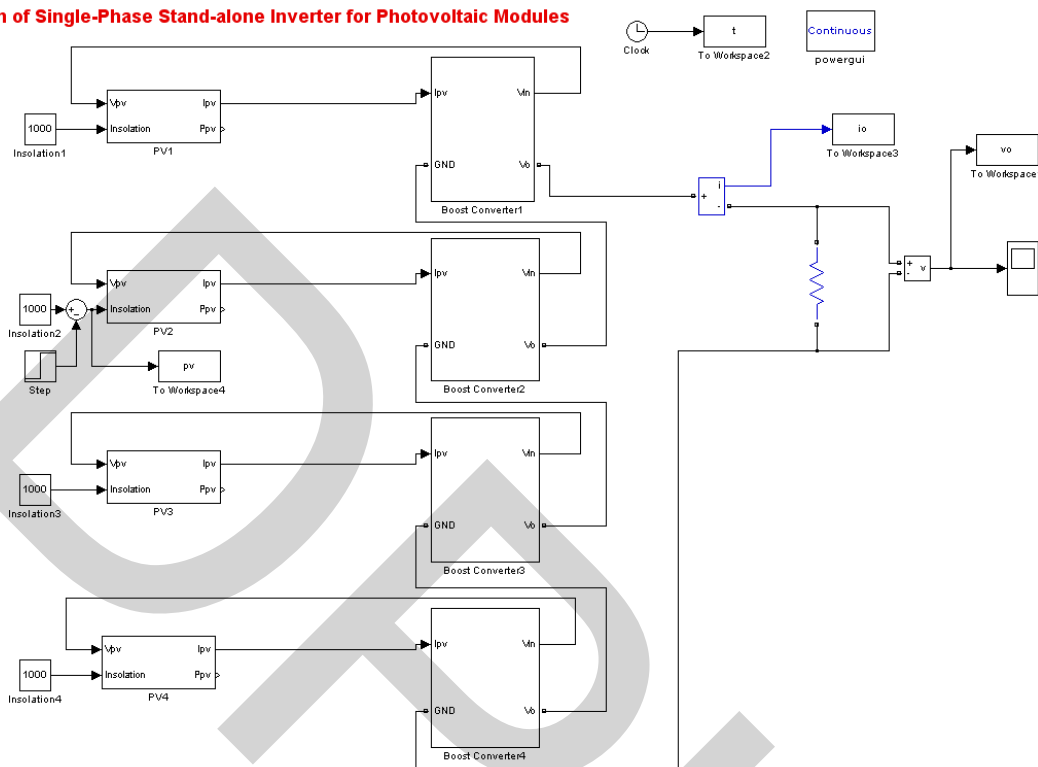 n of Single-Phase Stand-alone Inverter for Photovoltaic Modules
Clock
t
To Workspace2
Continuous
powergui
1000
Insolation1
Vpv
Insolation
Ipv
Ppv
PV1
Ipv
GND
Vin
Vo
Boost Converter1
+
i
-
io
To Workspace3
vo
To Workspace
1000
Insolation2
Step
+
-
Vpv
Insolation
Ipv
Ppv
PV2
pv
To Workspace4
Ipv
GND
Vin
Vo
Boost Converter2
+
-
v
1000
Insolation3
Vpv
Insolation
Ipv
Ppv
PV3
Ipv
GND
Vin
Vo
Boost Converter3
1000
Insolation4
Vpv
Insolation
Ipv
Ppv
PV4
Ipv
GND
Vin
Vo
Boost Converter4